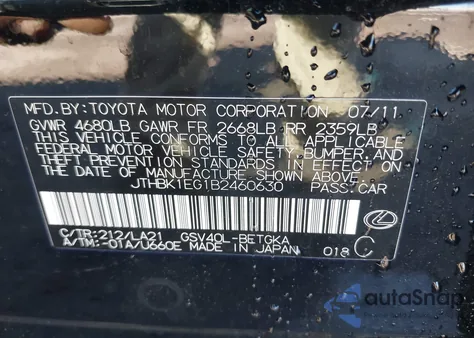 MFD.BY:TOYOTA MOTOR CORPORATION 07/11
GVWR 4680LB GAWR FR 2668LB RR 2359LB
THIS VEHICLE CONFORMS TO ALL APPLICABLE
FEDERAL MOTOR VEHICLE SAFETY,BUMPER,AND
THEFT PREVENTION STANDARDS IN EFFECT ON
THE DATE OF MANUFACTURE SHOWN ABOVE.
JTHBK1EG1B2460630 PASS.CAR
C/TR:212/LA21 GSV40L-BETGKA
A/TM:-01A/U660E MADE IN JAPAN 018 C
autoSnap